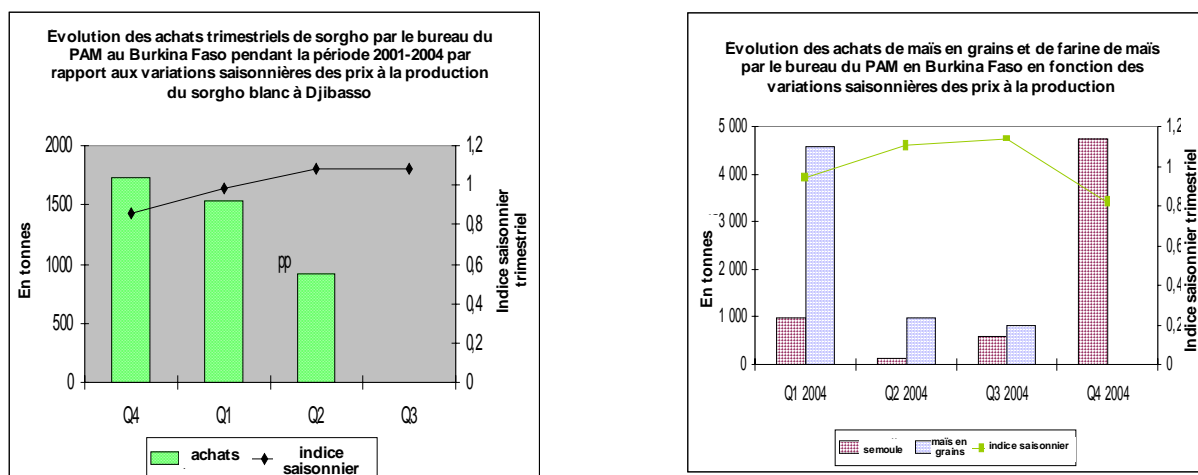 Evolution des achats trimestriels de sorgho par le bureau du
PAM au Burkina Faso pendant la période 2001-2004 par
rapport aux variations saisonnières des prix à la production
du sorgho blanc à Djibasso
En tonnes
2000
1500
1000
500
0
pp
1,2
1
0,8
0,6
0,4
0,2
0
Indice saisonnier
trimestriel
Q4
Q1
Q2
Q3
achats
indice
saisonnier
Evolution des achats de maïs en grains et de farine de maïs
par le bureau du PAM en Burkina Faso en fonction des
variations saisonnières des prix à la production
En tonnes
5 000
4 000
3 000
2 000
1 000
0
1,2
1
0,8
0,6
0,4
0,2
0
Indice saisonnier trimestriel
Q1 2004
Q2 2004
Q3 2004
Q4 2004
semoule
maïs en
grains
indice saisonnier